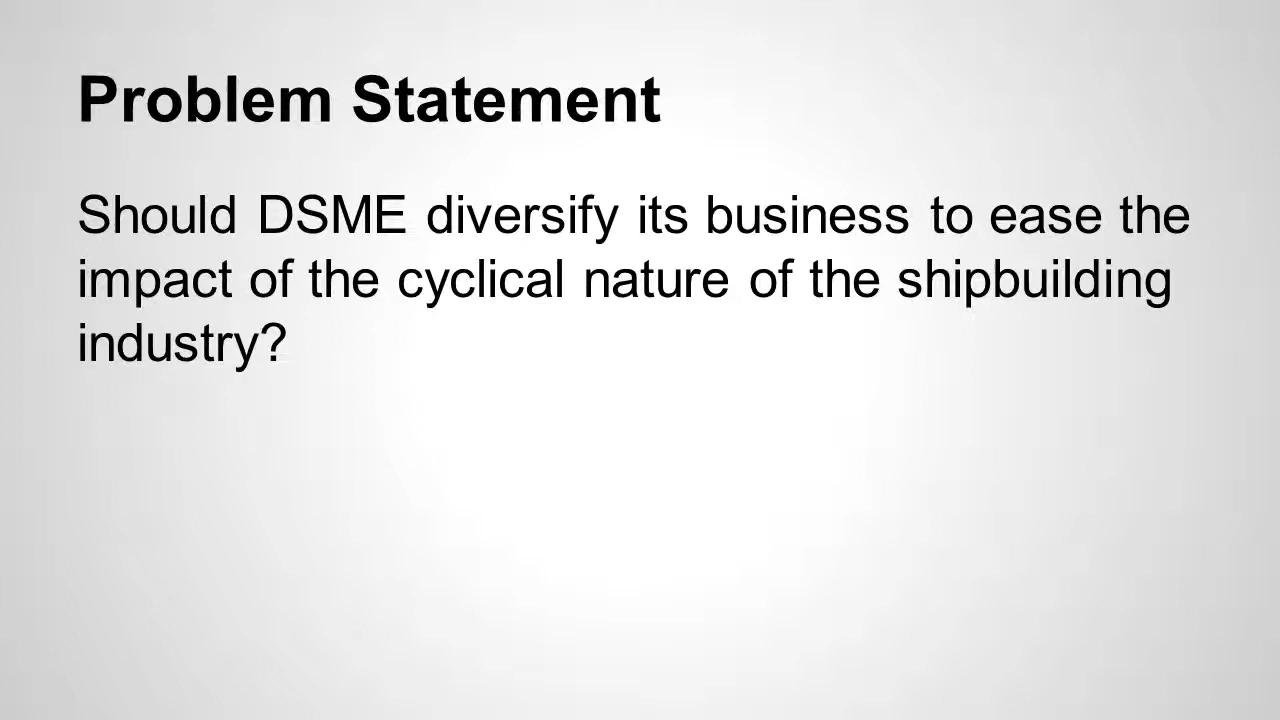 Problem Statement
Should DSME diversify its business to ease the
impact of the cyclical nature of the shipbuilding
industry?